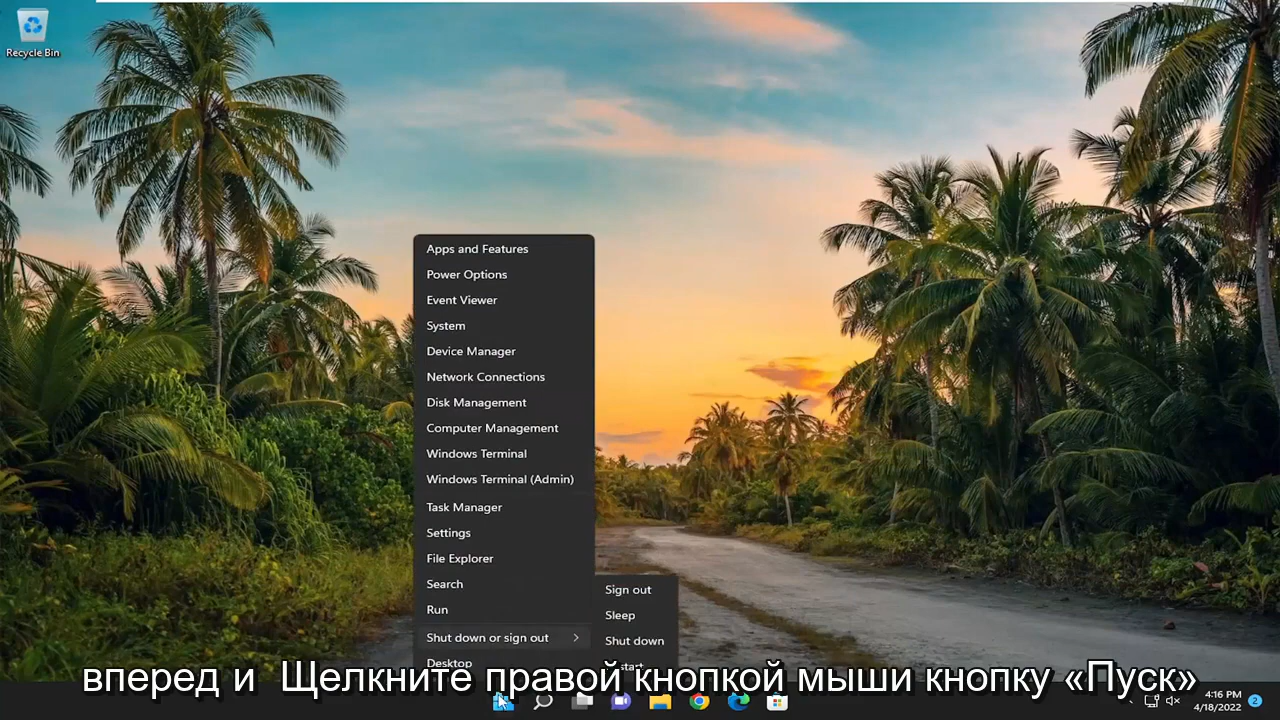 Recycle Bin
Apps and Features
Power Options
Event Viewer
System
Device Manager
Network Connections
Disk Management
Computer Management
Windows Terminal
Windows Terminal (Admin)
Task Manager
Settings
File Explorer
Search
Run
Shut down or sign out
Desktop
Sign out
Sleep
Shut down
вперед и Щелкните правой кнопкой мыши кнопку «Пуск»
4:16 PM
4/18/2022
2